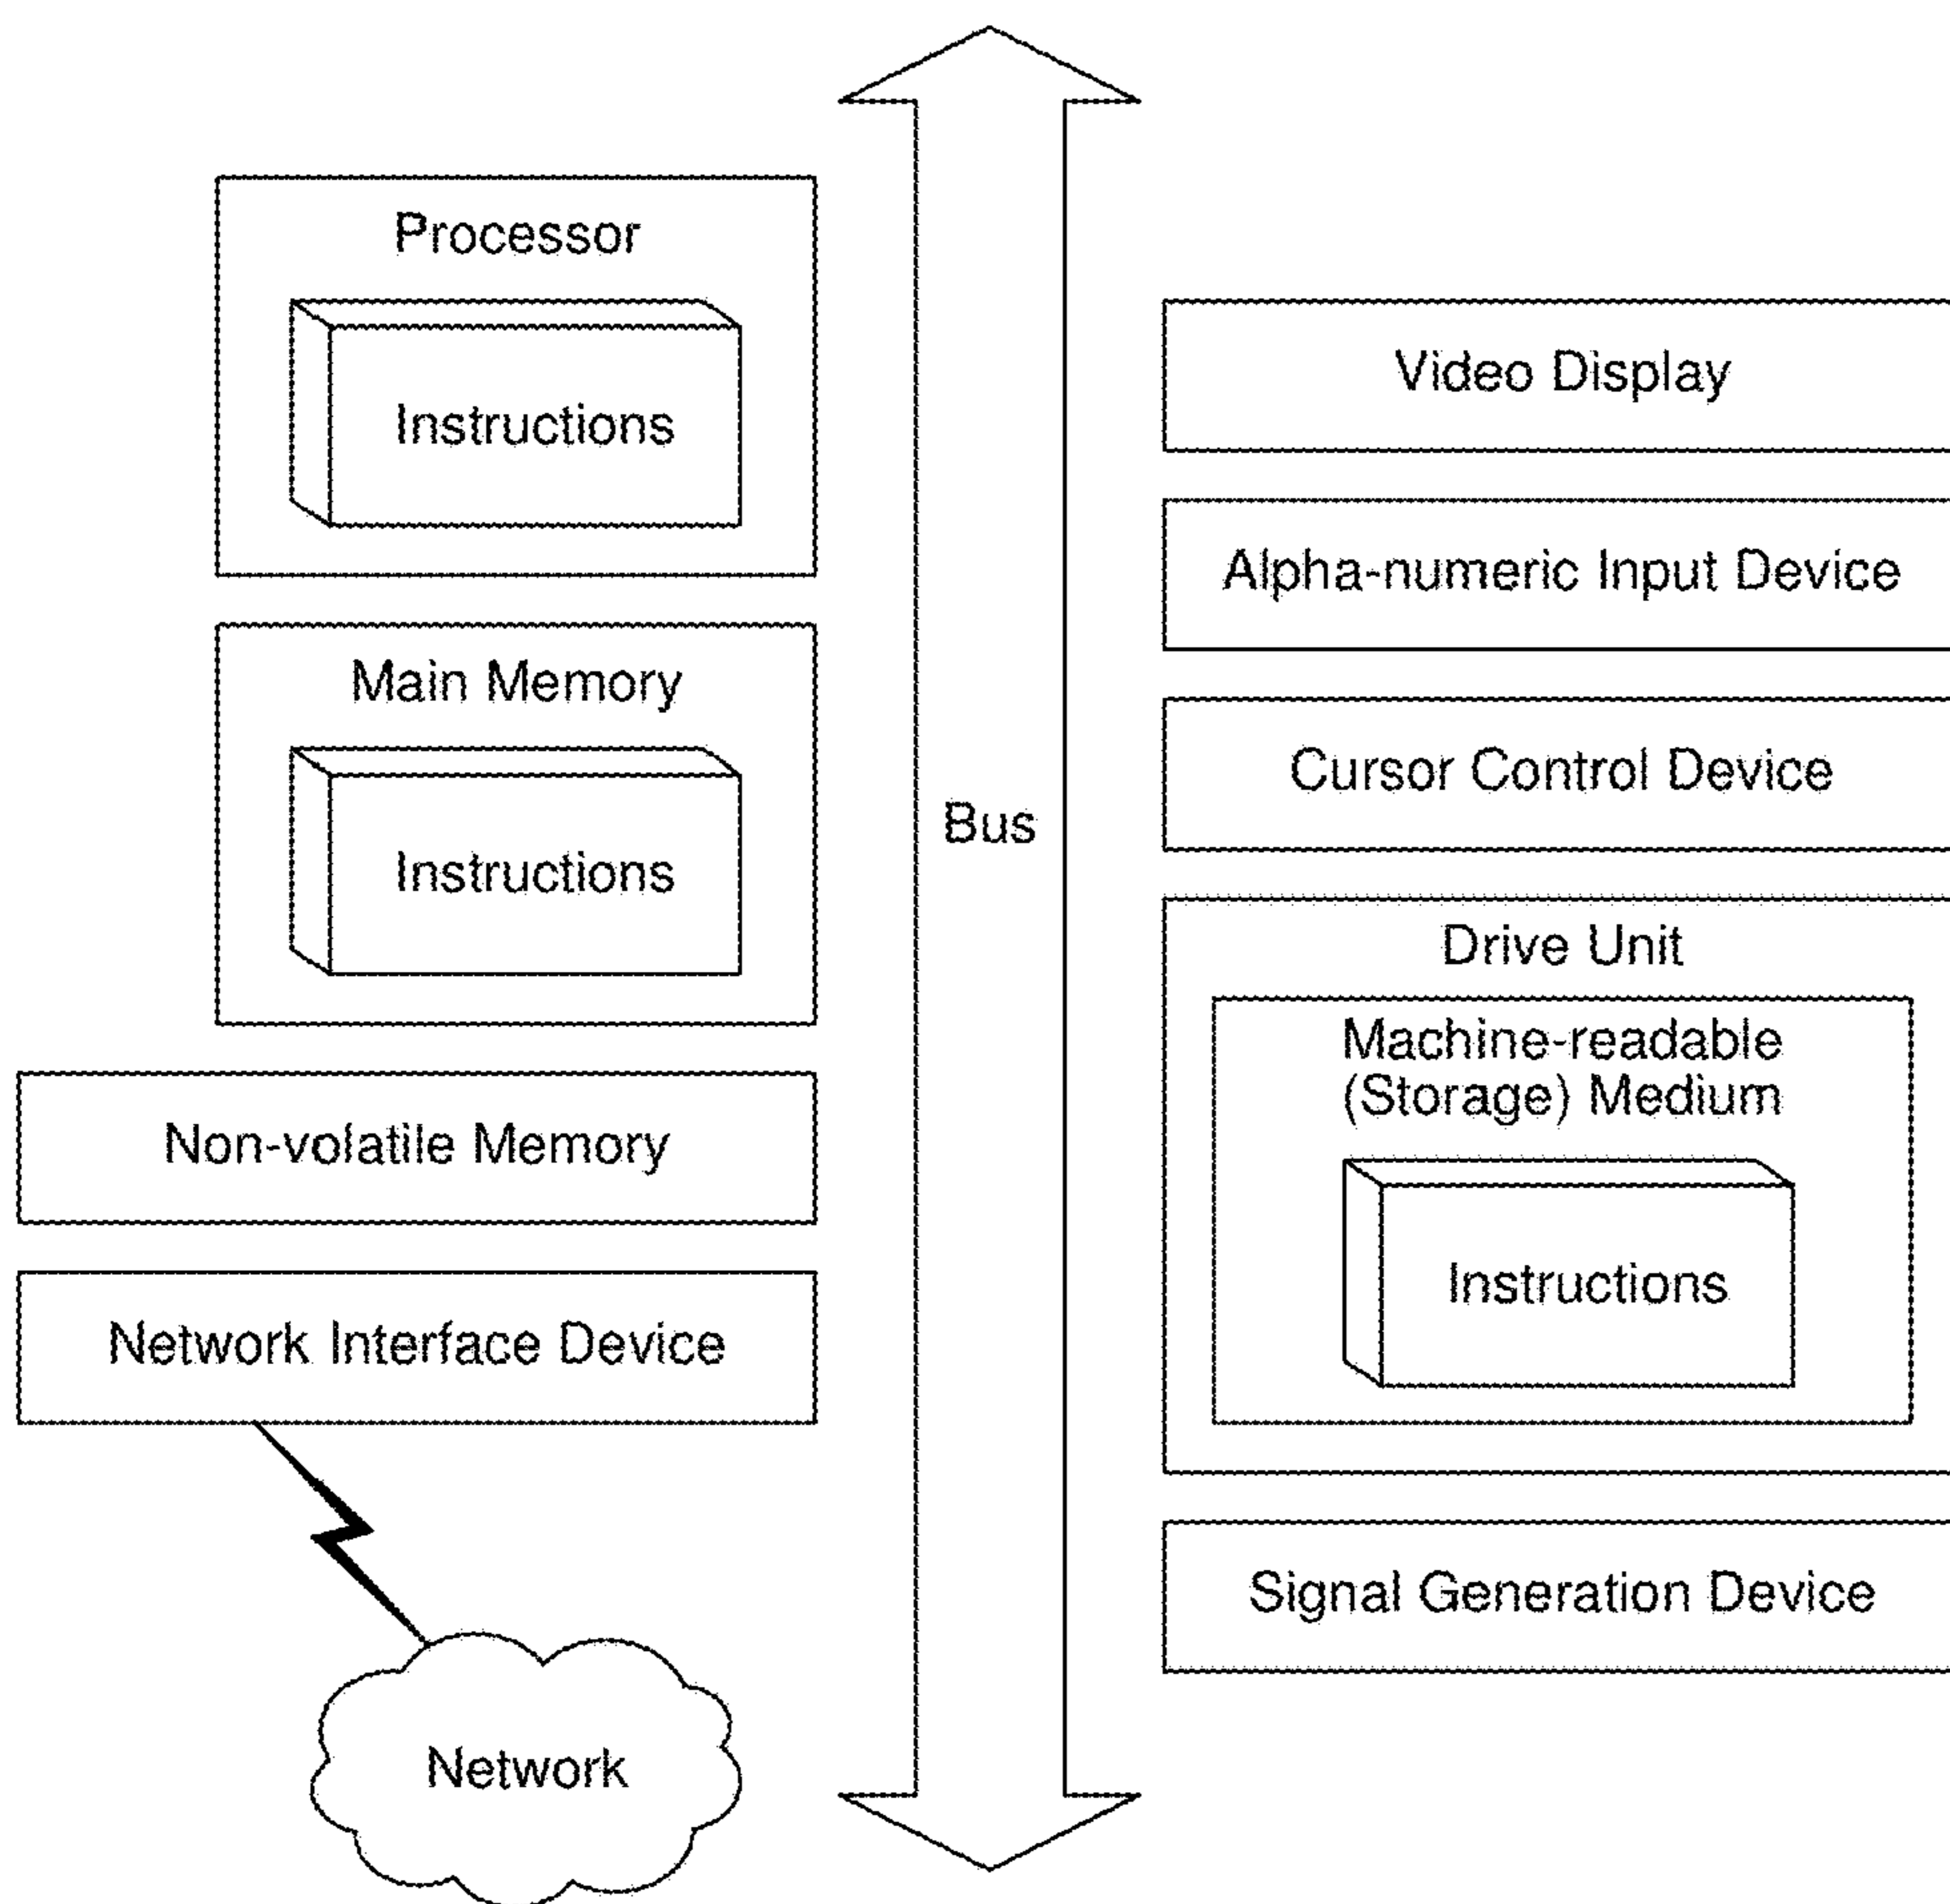 Processor
Instructions
Main Memory
Instructions
Non-volatile Memory
Network Interface Device
Network
Bus
Video Display
Alpha-numeric Input Device
Cursor Control Device
Drive Unit
Machine-readable
(Storage) Medium
Instructions
Signal Generation Device